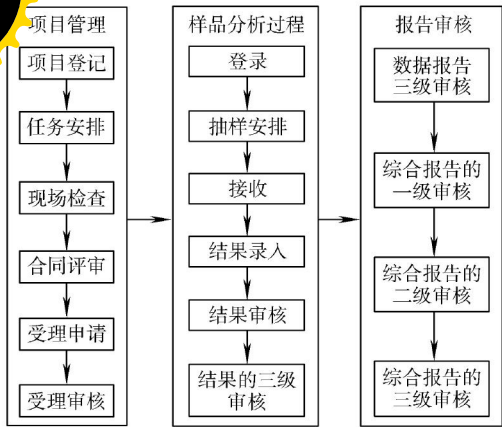 项目管理
项目登记
任务安排
现场检查
合同评审
受理申请
受理审核
样品分析过程
登录
抽样安排
接收
结果录入
结果审核
结果的三级
审核
报告审核
数据报告
三级审核
综合报告的
一级审核
综合报告的
二级审核
综合报告的
三级审核